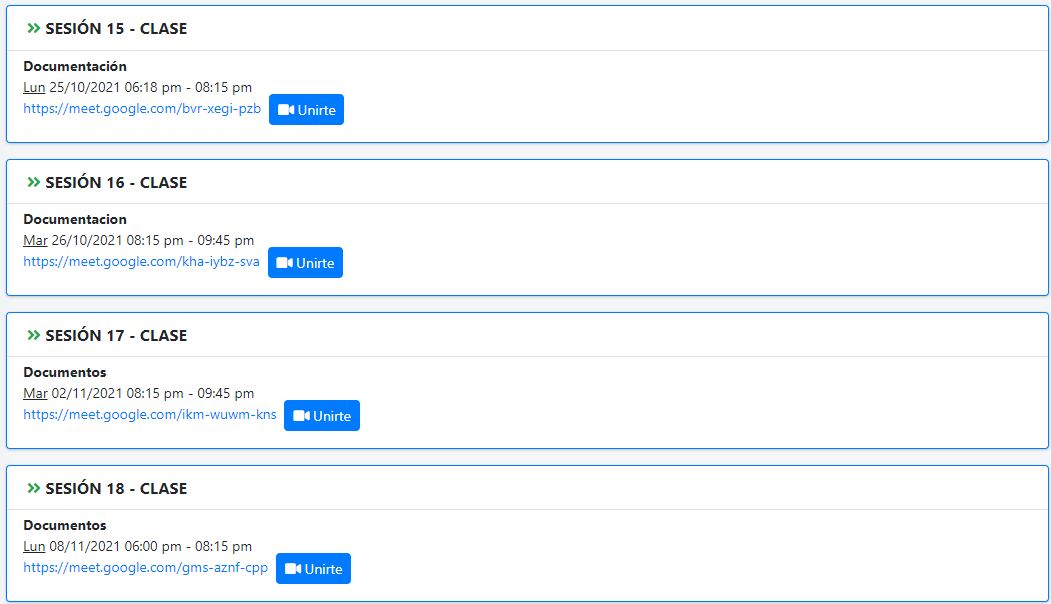 SESIÓN 15 - CLASE
Documentación
Lun 25/10/2021 06:18 pm - 08:15 pm
https://meet.google.com/bvr-xegi-pzb Unirte
SESIÓN 16 - CLASE
Documentacion
Mar 26/10/2021 08:15 pm - 09:45 pm
https://meet.google.com/kha-iybz-sva Unirte
SESIÓN 17 - CLASE
Documentos
Mar 02/11/2021 08:15 pm - 09:45 pm
https://meet.google.com/ikm-wuwm-kns Unirte
SESIÓN 18 - CLASE
Documentos
Lun 08/11/2021 06:00 pm - 08:15 pm
https://meet.google.com/gms-aznf-cpp Unirte